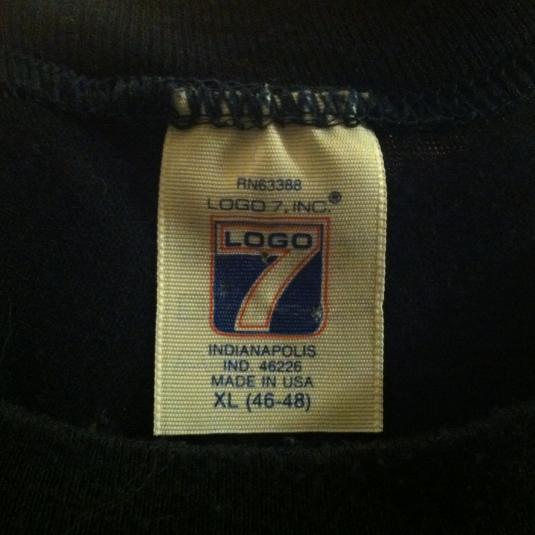 RN63388
LOGO 7, INC.®
LOGO
7
INDIANAPOLIS
IND. 46226
MADE IN USA
XL (46-48)